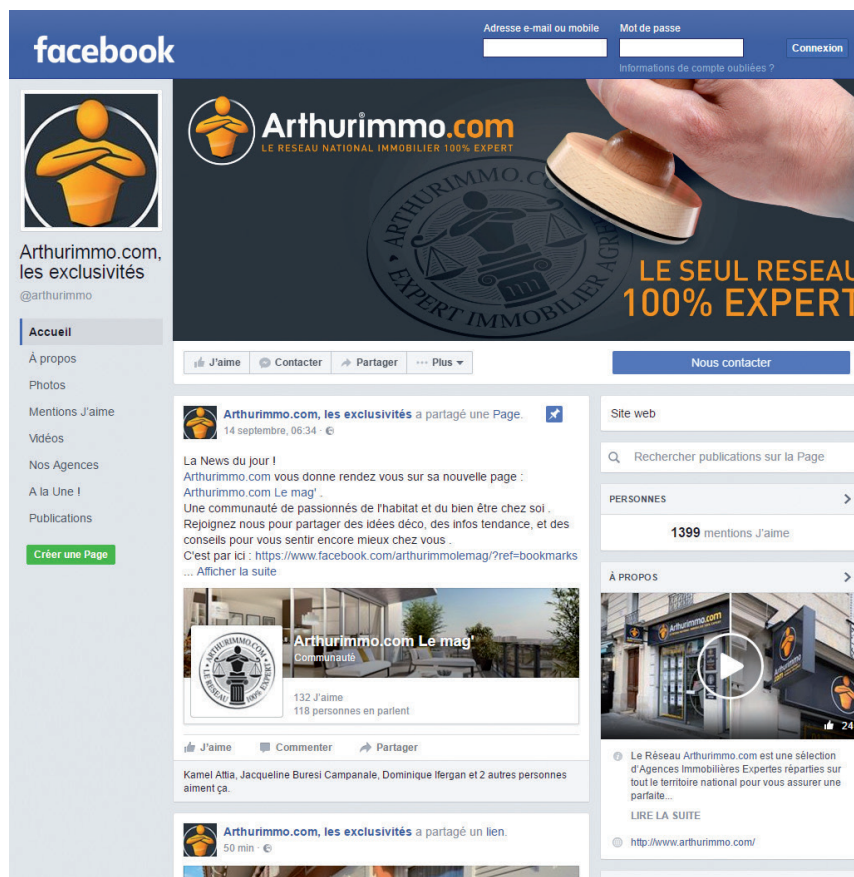 facebook
Adresse e-mail ou mobile
Mot de passe
Connexion
Informations de compte oubliées ?
Arthurimmo.com
LE RESEAU NATIONAL IMMOBILIER 100% EXPERT
ARTHURIMMO.COM
EXPERT IMMOBILIER AGRÉÉ
LE SEUL RESEAU
100% EXPERT
Arthurimmo.com,
les exclusivités
@arthurimmo
Accueil
À propos
Photos
Mentions J'aime
Vidéos
Nos Agences
A la Une !
Publications
Créer une Page
J'aime
Contacter
Partager
Plus
Nous contacter
Arthurimmo.com, les exclusivités a partagé une Page.
14 septembre, 06:34 ·
La News du jour !
Arthurimmo.com vous donne rendez vous sur sa nouvelle page :
Arthurimmo.com Le mag' .
Une communauté de passionnés de l'habitat et du bien être chez soi .
Rejoignez nous pour partager des idées déco, des infos tendance, et des
conseils pour vous sentir encore mieux chez vous .
C'est par ici : https://www.facebook.com/arthurimmolemag/?ref=bookmarks
... Afficher la suite
ARTHURIMMO.COM
LE RESEAU 100% EXPERT
Arthurimmo.com Le mag'
Communauté
132 J'aime
118 personnes en parlent
J'aime
Commenter
Partager
Kamel Attia, Jacqueline Buresi Campanale, Dominique Ifergan et 2 autres personnes
aiment ça.
Arthurimmo.com, les exclusivités a partagé un lien.
50 min ·
Site web
Rechercher publications sur la Page
PERSONNES
1399 mentions J'aime
À PROPOS
Arthurimmo.com
Arthurimmo
.com
24
Le Réseau Arthurimmo.com est une sélection
d'Agences Immobilières Expertes réparties sur
tout le territoire national pour vous assurer une
parfaite...
LIRE LA SUITE
http://www.arthurimmo.com/